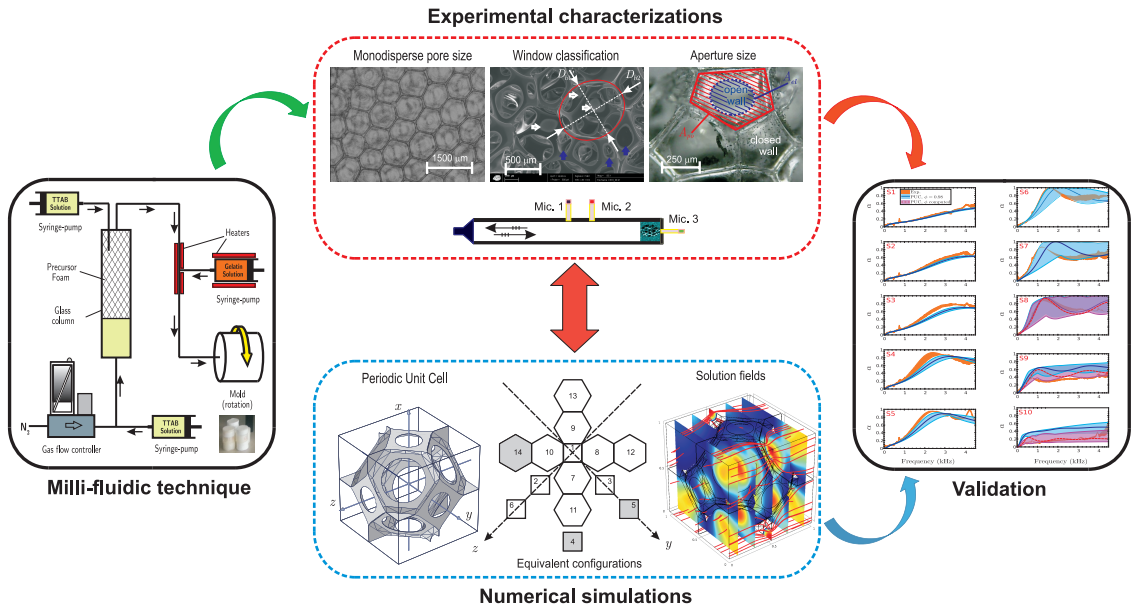 Experimental characterizations
Monodisperse pore size
Window classification
Aperture size
1500 μm
500 μm
open
wall
closed
wall
250 μm
Mic. 1
Mic. 2
Mic. 3
TTAB
Solution
Syringe-pump
Precursor
Foam
Glass
column
Heaters
Gelatin
Solution
Syringe-pump
Mold
(rotation)
N2
Gas flow controller
TTAB
Solution
Syringe-pump
Milli-fluidic technique
Periodic Unit Cell
x
z
y
13
9
14
10
8
12
2
7
3
6
11
5
4
z
y
Equivalent configurations
Solution fields
Numerical simulations
S1
S2
S3
S4
S5
Frequency (kHz)
S6
S7
S8
S9
S10
Frequency (kHz)
Validation